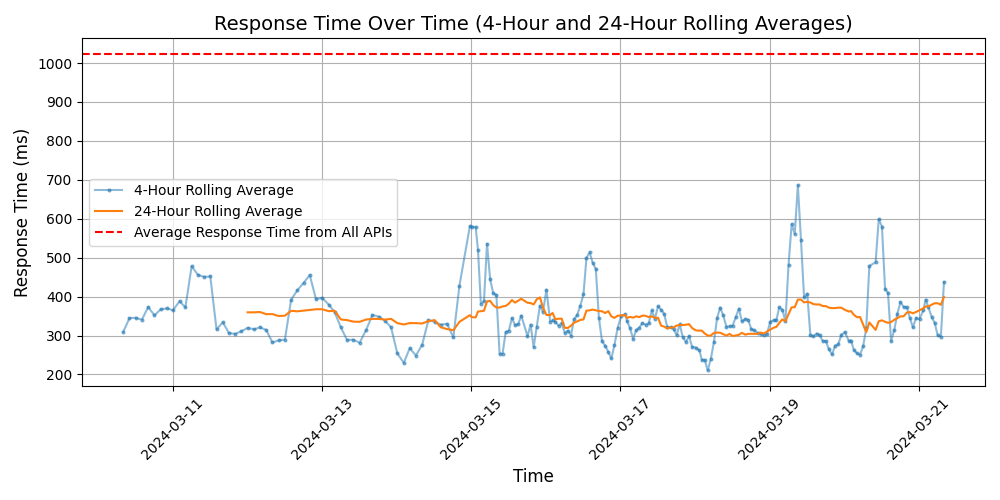 Response Time Over Time (4-Hour and 24-Hour Rolling Averages)
Response Time (ms)
1000
900
800
700
600
500
400
300
200
4-Hour Rolling Average
24-Hour Rolling Average
Average Response Time from All APIs
2024-03-11
2024-03-13
2024-03-15
2024-03-17
2024-03-19
2024-03-21
Time